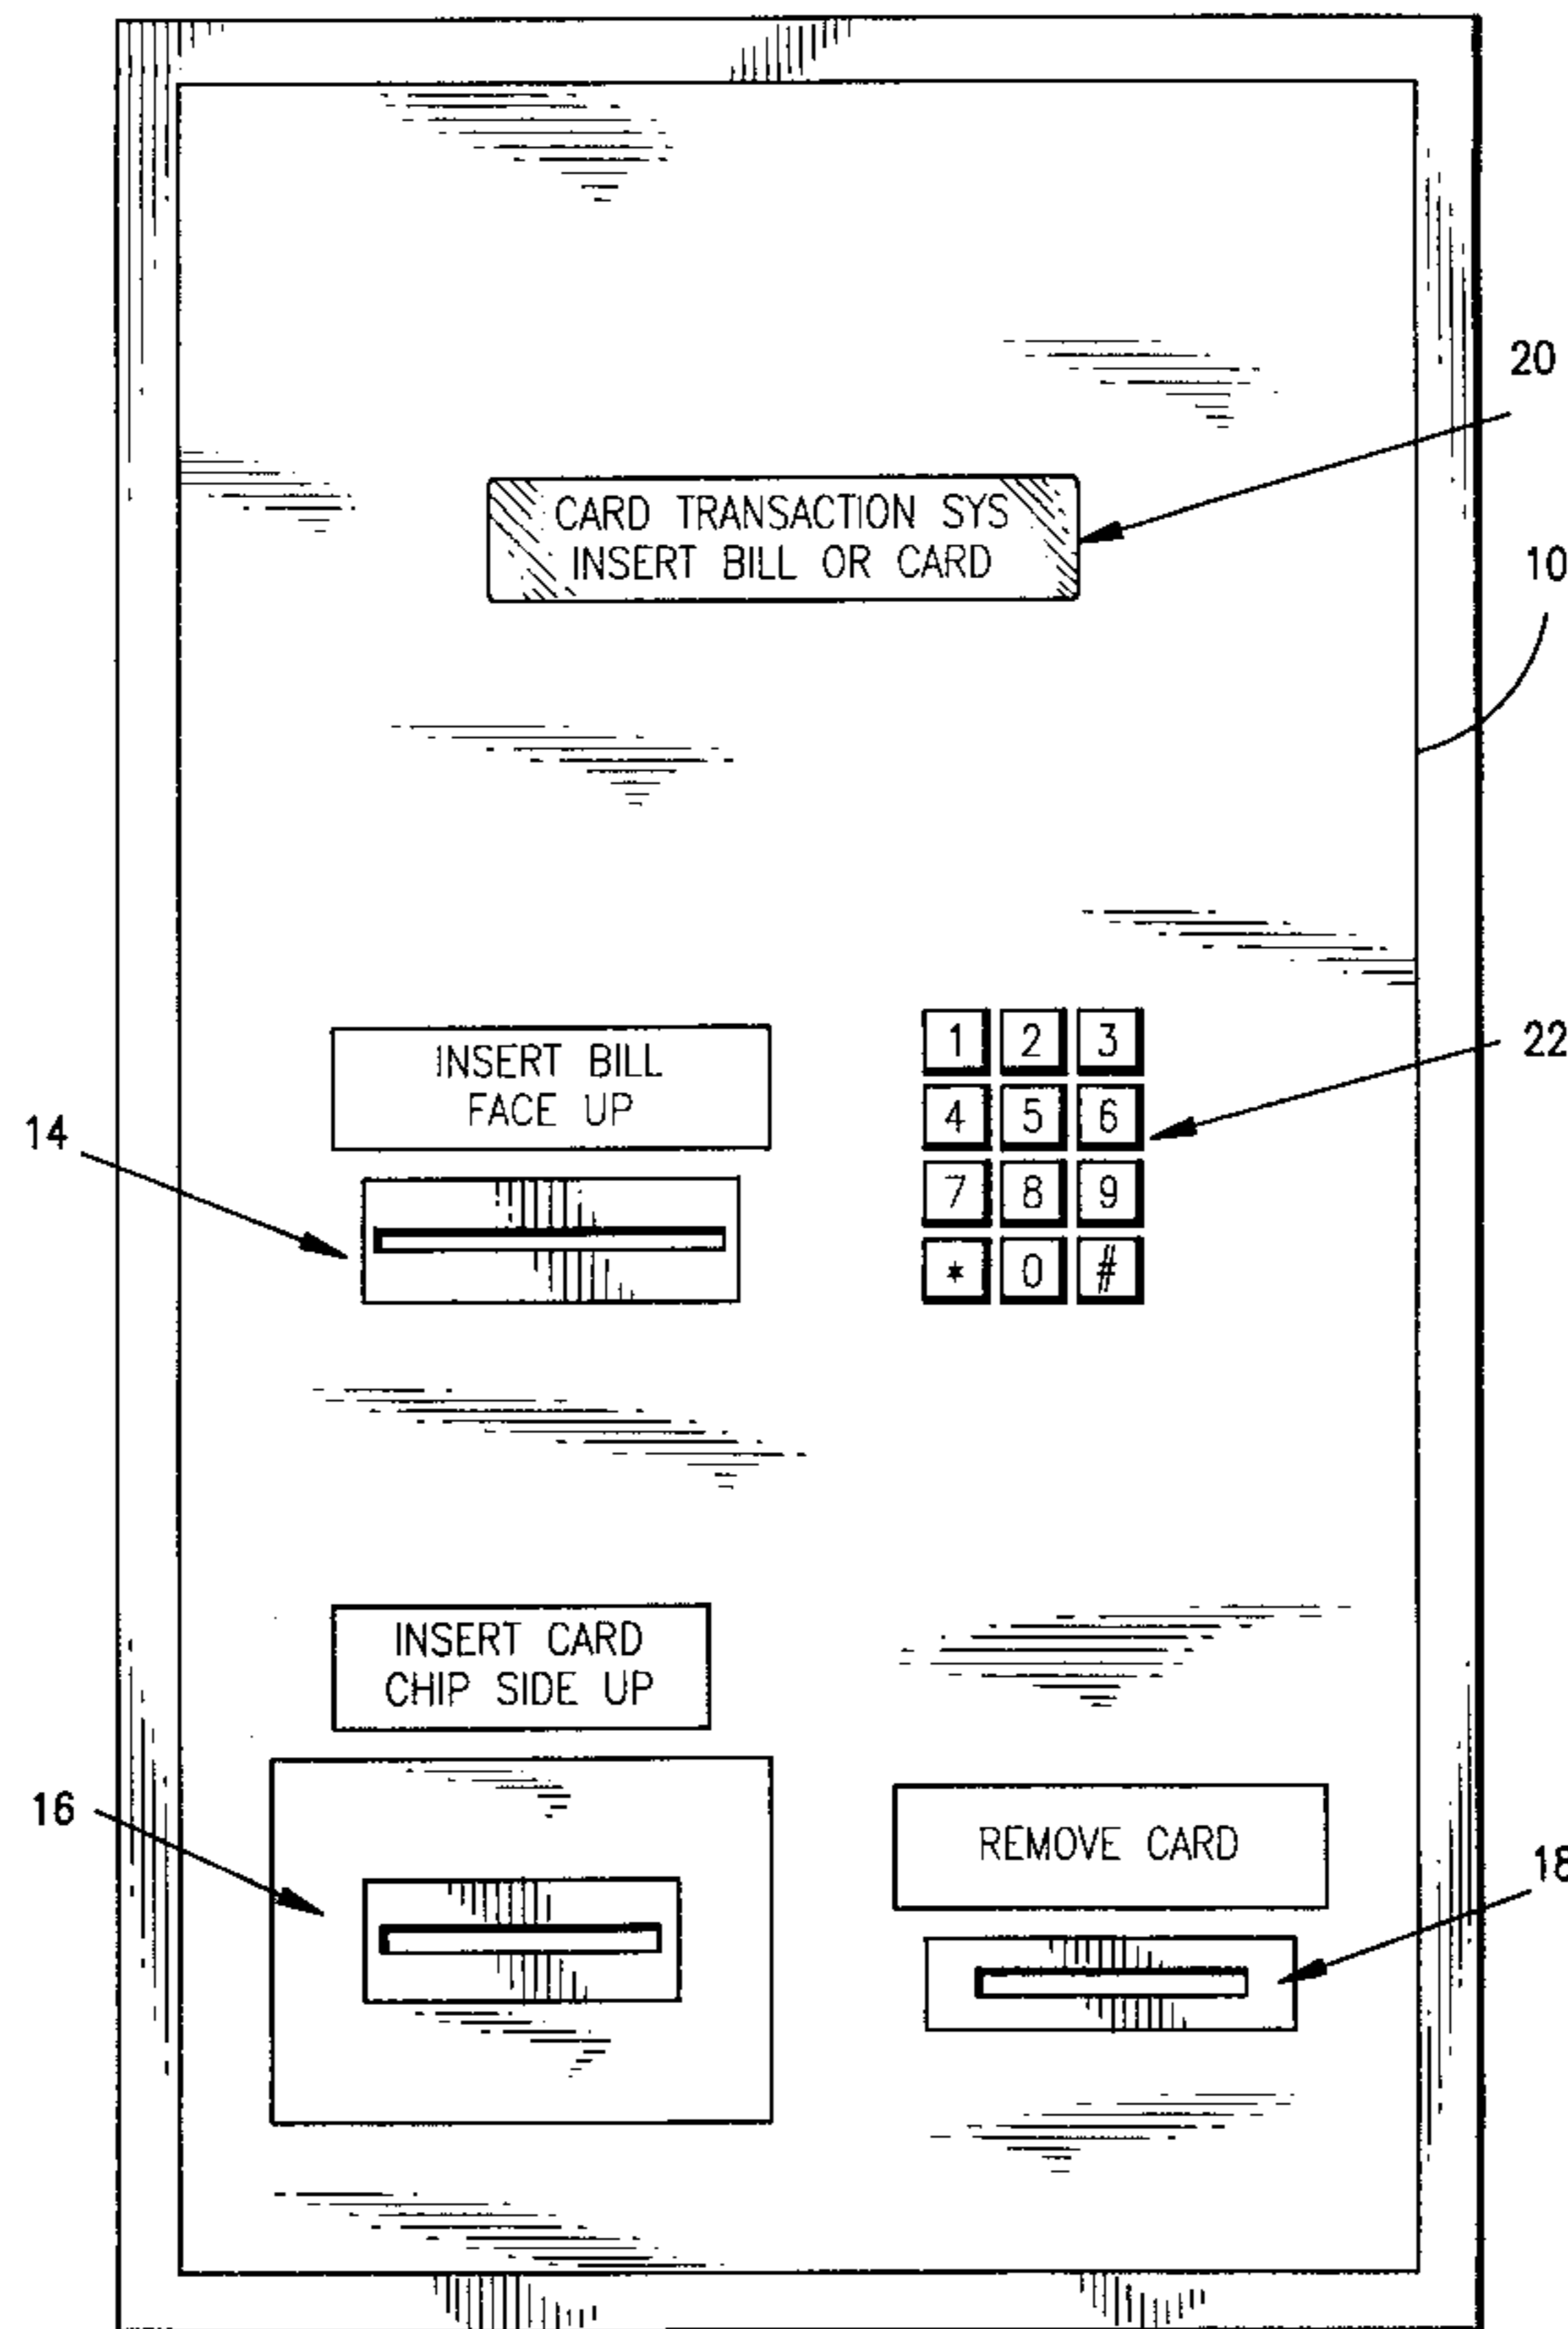 20
CARD TRANSACTION SYS
INSERT BILL OR CARD
10
INSERT BILL
FACE UP
14
1 2 3
4 5 6
7 8 9
* 0 #
22
INSERT CARD
CHIP SIDE UP
16
REMOVE CARD
18